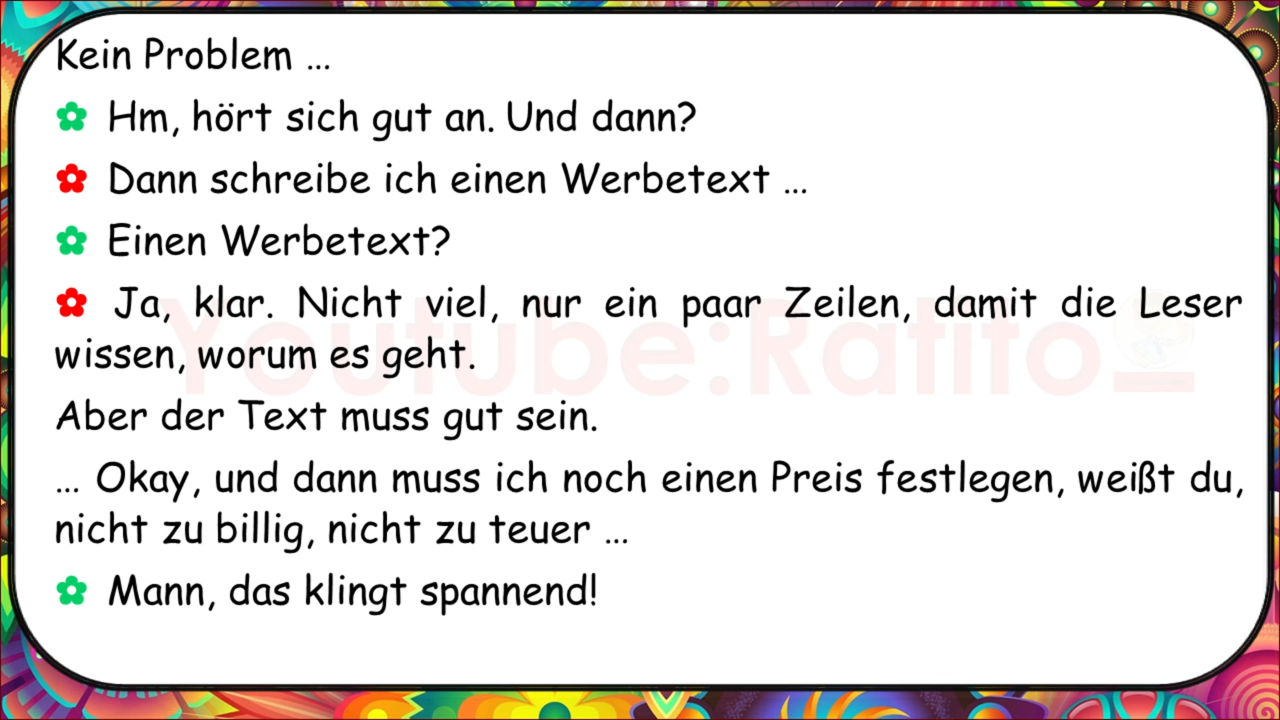 Kein Problem …
Hm, hört sich gut an. Und dann?
Dann schreibe ich einen Werbetext …
Einen Werbetext?
Ja, klar. Nicht viel, nur ein paar Zeilen, damit die Leser
wissen, worum es geht.
Youtube:Ratito_
Aber der Text muss gut sein.
… Okay, und dann muss ich noch einen Preis festlegen, weißt du,
nicht zu billig, nicht zu teuer …
Mann, das klingt spannend!